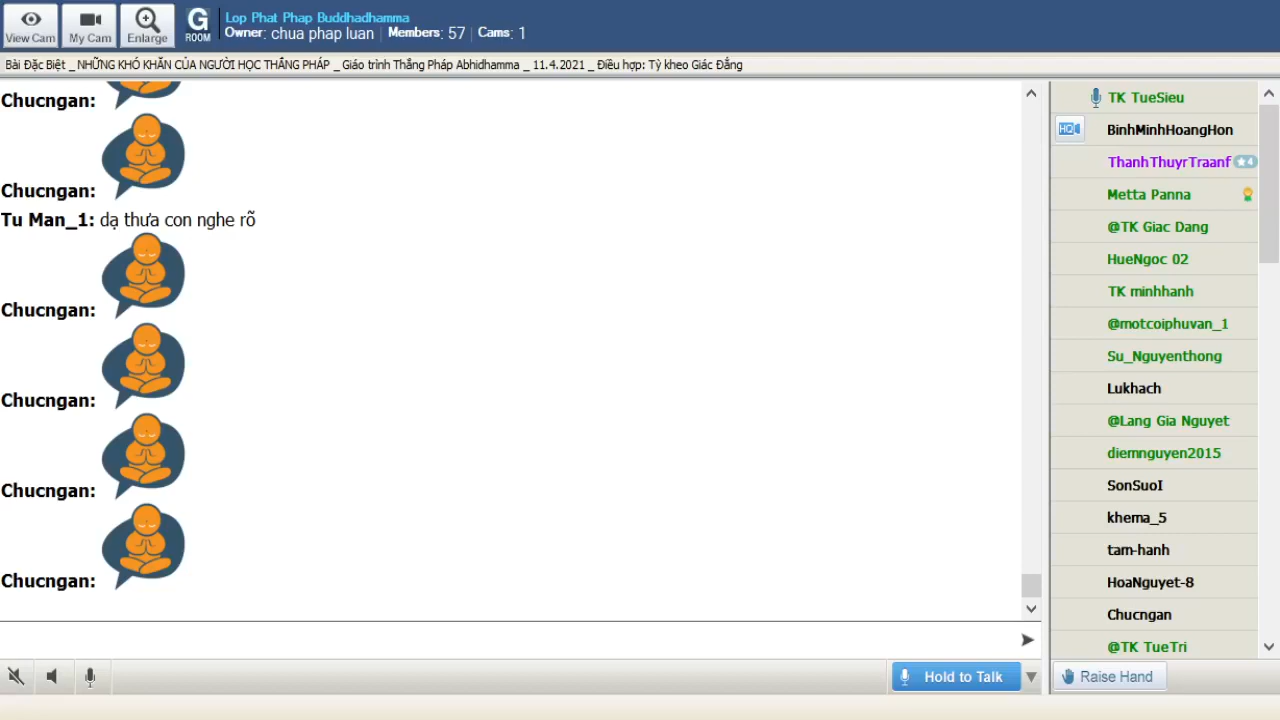 View Cam
My Cam
Enlarge
G
ROOM
Lop Phat Phap Buddhadhamma
Owner: chua phap luan Members: 57 Cams: 1
Bài Đặc Biệt _ NHỮNG KHÓ KHĂN CỦA NGƯỜI HỌC THẮNG PHÁP _ Giáo trình Thắng Pháp Abhidhamma _ 11.4.2021 _ Điều hợp: Tỳ kheo Giác Đẳng
Chucngan:
Chucngan:
Tu Man_1: dạ thưa con nghe rõ
Chucngan:
Chucngan:
Chucngan:
Chucngan:
TK TueSieu
HQ
BinhMinhHoangHon
ThanhThuyrTraanf
4
Metta Panna
@TK Giac Dang
HueNgoc 02
TK minhhanh
@motcoiphuvan_1
Su_Nguyenthong
Lukhach
@Lang Gia Nguyet
diemnguyen2015
SonSuoI
khema_5
tam-hanh
HoaNguyet-8
Chucngan
@TK TueTri
Hold to Talk
Raise Hand